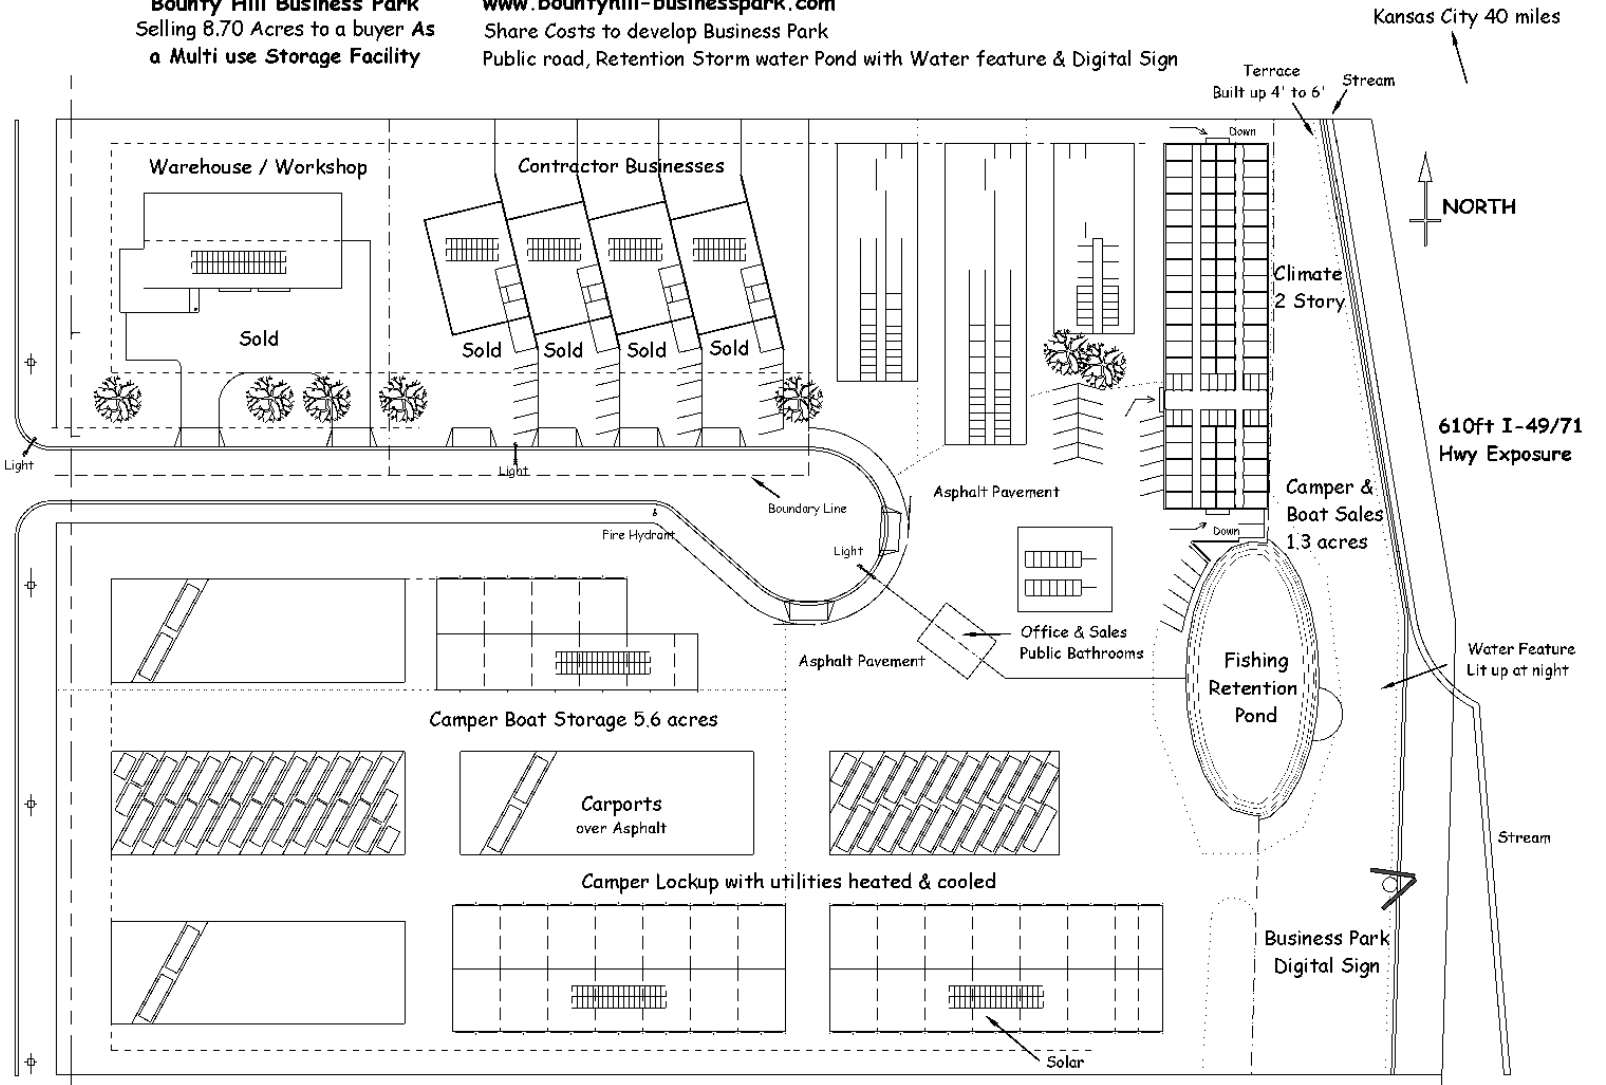 Bounty Hill Business Park
Selling 8.70 Acres to a buyer As
a Multi use Storage Facility
www.bountyhill-businesspark.com
Share Costs to develop Business Park
Public road, Retention Storm water Pond with Water feature & Digital Sign
Kansas City 40 miles
Terrace
Built up 4' to 6'
Stream
Down
Warehouse / Workshop
Contractor Businesses
NORTH
Climate
2 Story
Sold
Sold
Sold
Sold
Sold
610ft I-49/71
Hwy Exposure
Light
Light
Boundary Line
Asphalt Pavement
Camper &
Boat Sales
1.3 acres
Fire Hydrant
Light
Down
Office & Sales
Public Bathrooms
Asphalt Pavement
Fishing
Retention
Pond
Water Feature
Lit up at night
Camper Boat Storage 5.6 acres
Carports
over Asphalt
Stream
Camper Lockup with utilities heated & cooled
Business Park
Digital Sign
Solar